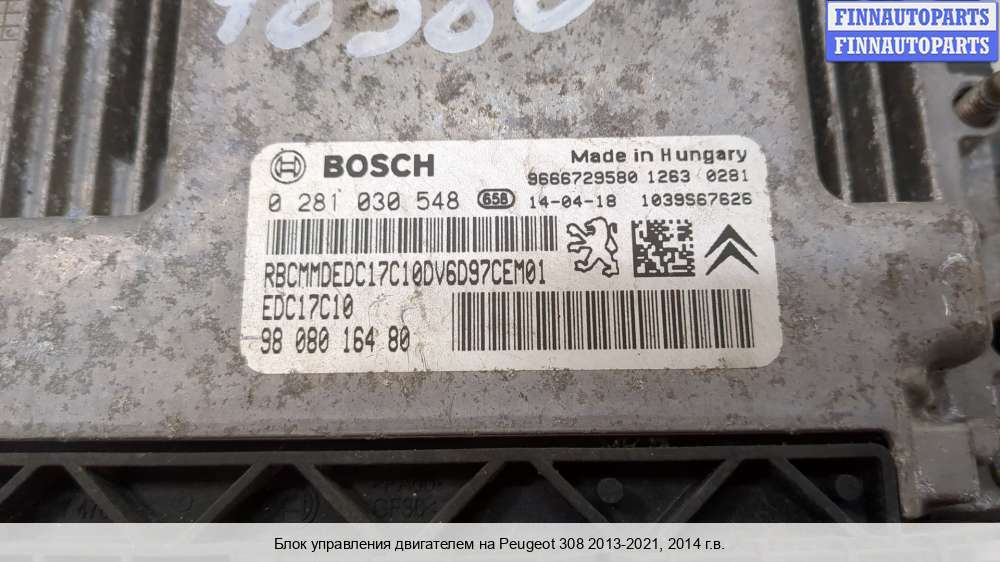 FINNAUTOPARTS
FINNAUTOPARTS
BOSCH
Made in Hungary
9666729580 1263 0281
0 281 030 548 658 14-04-18 1039S67626
RBCMMDEDC17C10DV6D97CEM01
EDC17C10
98 080 164 80
Блок управления двигателем на Peugeot 308 2013-2021, 2014 г.в.